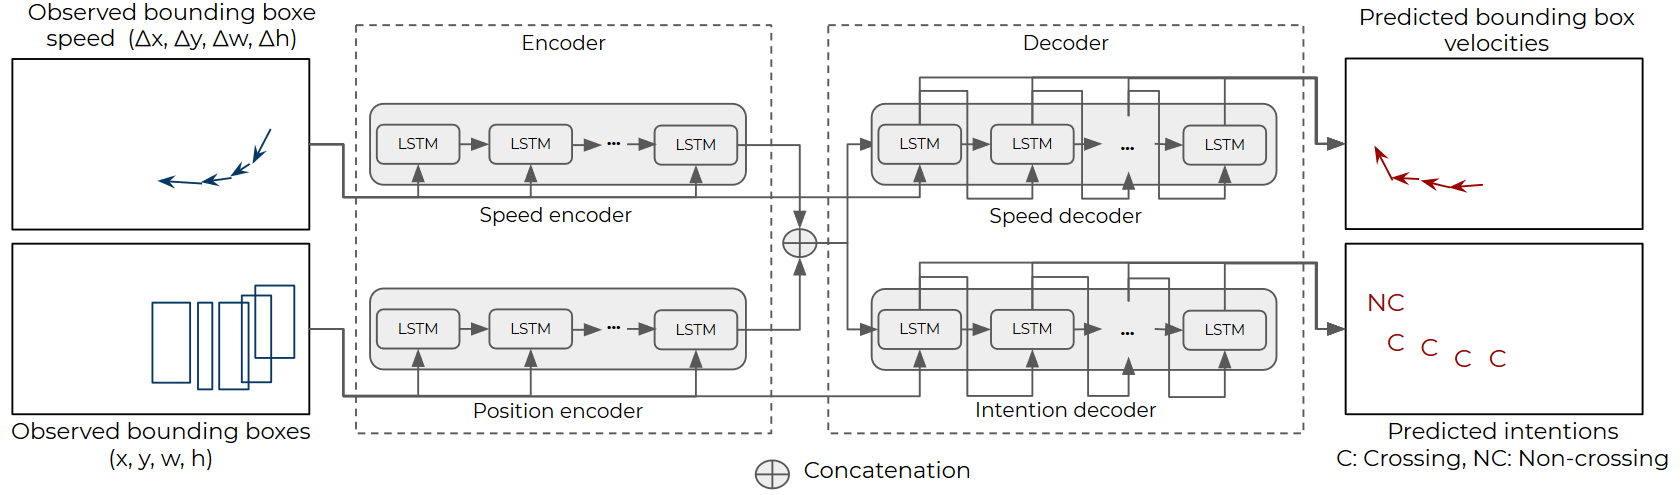 Observed bounding boxe
speed (Δx, Δy, Δw, Δh)
Encoder
Decoder
Predicted bounding box
velocities
LSTM
LSTM
...
LSTM
LSTM
LSTM
...
LSTM
Speed encoder
Speed decoder
LSTM
LSTM
...
LSTM
LSTM
LSTM
...
LSTM
NC
C
C
C
C
Position encoder
Intention decoder
Observed bounding boxes
(x, y, w, h)
Predicted intentions
C: Crossing, NC: Non-crossing
Concatenation